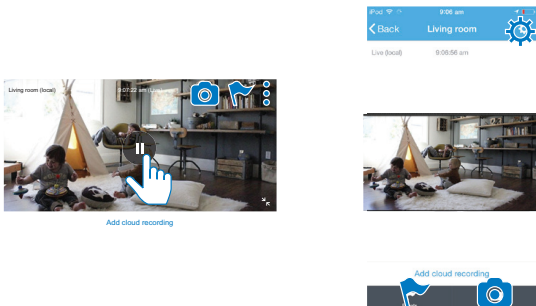 Living room (local) 9:07:22 am
Add cloud recording
iPod 9:06 am
Back Living room
Live (local) 9:09:56 am
Add cloud recording